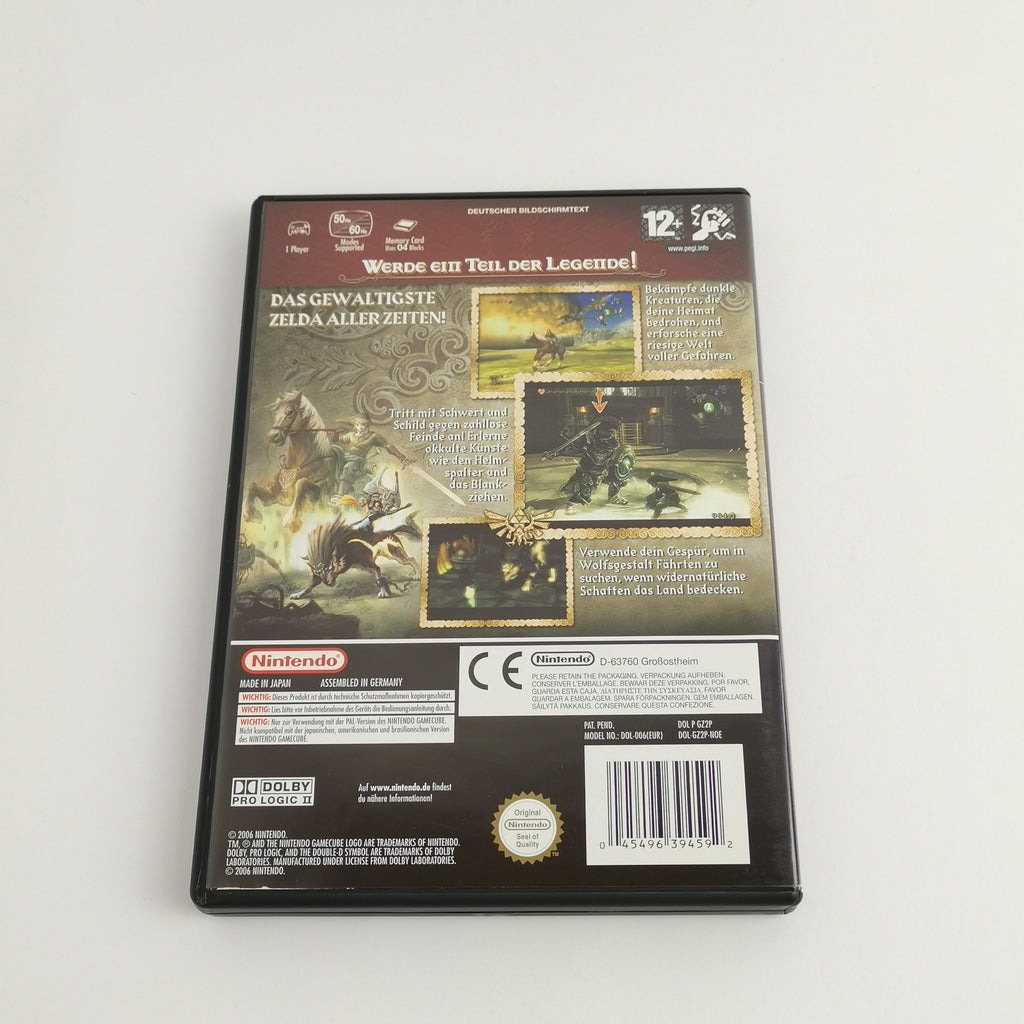 DEUTSCHER BILDSCHIRMTEXT
1 Player
50Hz
60Hz
Modes
Supported
Memory Card
Uses 04 Blocks
12+
www.pegi.info
WERDE EIN TEIL DER LEGENDE!
DAS GEWALTIGSTE
ZELDA ALLER ZEITEN!
Bekämpfe dunkle
Kreaturen, die
deine Heimat
bedrohen, und
erforsche eine
riesige Welt
voller Gefahren.
Tritt mit Schwert und
Schild gegen zahllose
Feinde an! Erlerne
okkulte Künste
wie den Helm-
spalter und
das Blank-
ziehen.
Verwende dein Gespür, um in
Wolfsgestalt Fährten zu
suchen, wenn widernatürliche
Schatten das Land bedecken.
Nintendo
MADE IN JAPAN ASSEMBLED IN GERMANY
WICHTIG: Dieses Produkt ist durch technische Schutzmaßnahmen kopiergeschützt.
WICHTIG: Lies bitte vor Inbetriebnahme des Geräts die Bedienungsanleitung durch.
WICHTIG: Nur zur Verwendung mit der PAL-Version des NINTENDO GAMECUBE.
Nicht kompatibel mit der japanischen, amerikanischen und brasilianischen Version
des NINTENDO GAMECUBE.
CE Nintendo D-63760 Großostheim
PLEASE RETAIN THE PACKAGING. VERPACKUNG AUFHEBEN.
CONSERVER L'EMBALLAGE. BEWAAR DEZE VERPAKKING. POR FAVOR,
GUARDA ESTA CAJA. ΔΙΑΤΗΡΗΣΤΕ ΤΗΝ ΣΥΣΚΕΥΑΣΙΑ. FAVOR
GUARDAR A EMBALAGEM. SPARA FÖRPACKNINGEN. GEM EMBALLAGEN.
SÄILYTÄ PAKKAUS. CONSERVARE QUESTA CONFEZIONE.
PAT. PEND. DOL P GZ2P
MODEL NO.: DOL-006(EUR) DOL-GZ2P-NOE
DOLBY
PRO LOGIC II
Auf www.nintendo.de findest
du nähere Informationen!
Original
Nintendo
Seal of
Quality
TM
0 45496 39459 2
© 2006 NINTENDO.
TM, ® AND THE NINTENDO GAMECUBE LOGO ARE TRADEMARKS OF NINTENDO.
DOLBY, PRO LOGIC, AND THE DOUBLE-D SYMBOL ARE TRADEMARKS OF DOLBY
LABORATORIES. MANUFACTURED UNDER LICENSE FROM DOLBY LABORATORIES.
© 2006 NINTENDO.